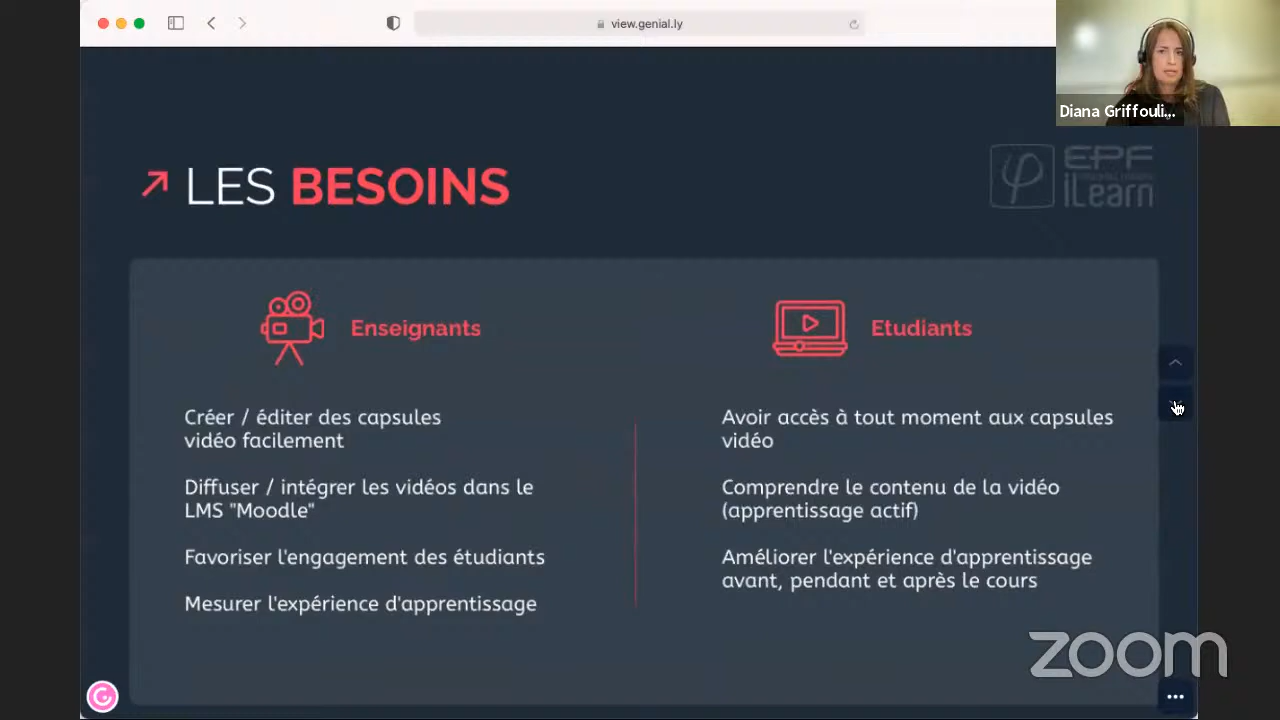 view.genial.ly
Diana Griffouli...
LES BESOINS
EPF
iLearn
Enseignants
Créer / éditer des capsules
vidéo facilement
Diffuser / intégrer les vidéos dans le
LMS "Moodle"
Favoriser l'engagement des étudiants
Mesurer l'expérience d'apprentissage
Etudiants
Avoir accès à tout moment aux capsules
vidéo
Comprendre le contenu de la vidéo
(apprentissage actif)
Améliorer l'expérience d'apprentissage
avant, pendant et après le cours
zoom